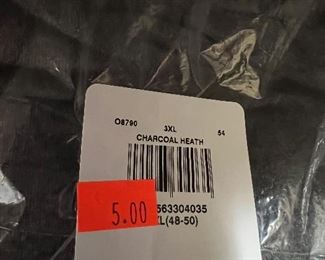 O8790 3XL 54
CHARCOAL HEATH
563304035
XL(48-50)
5.00